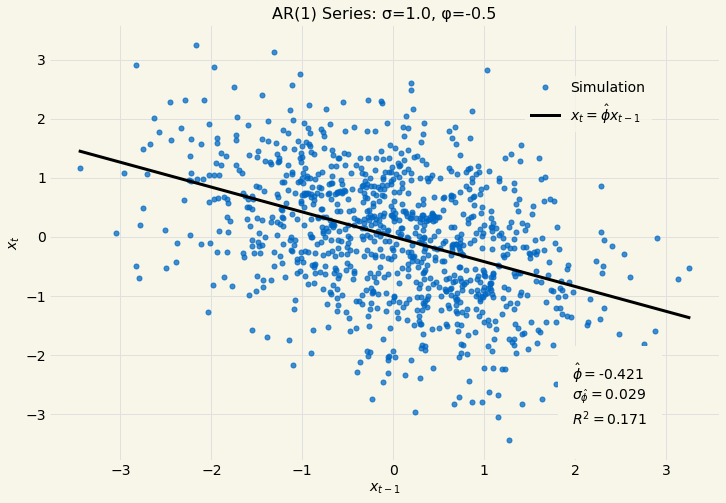 AR(1) Series: σ=1.0, φ=-0.5
3
2
1
0
−1
−2
−3
x_t
Simulation
x_t = ϕ̂x_{t−1}
ϕ̂ = -0.421
σ_ϕ̂ = 0.029
R² = 0.171
−3 −2 −1 0 1 2 3
x_{t−1}